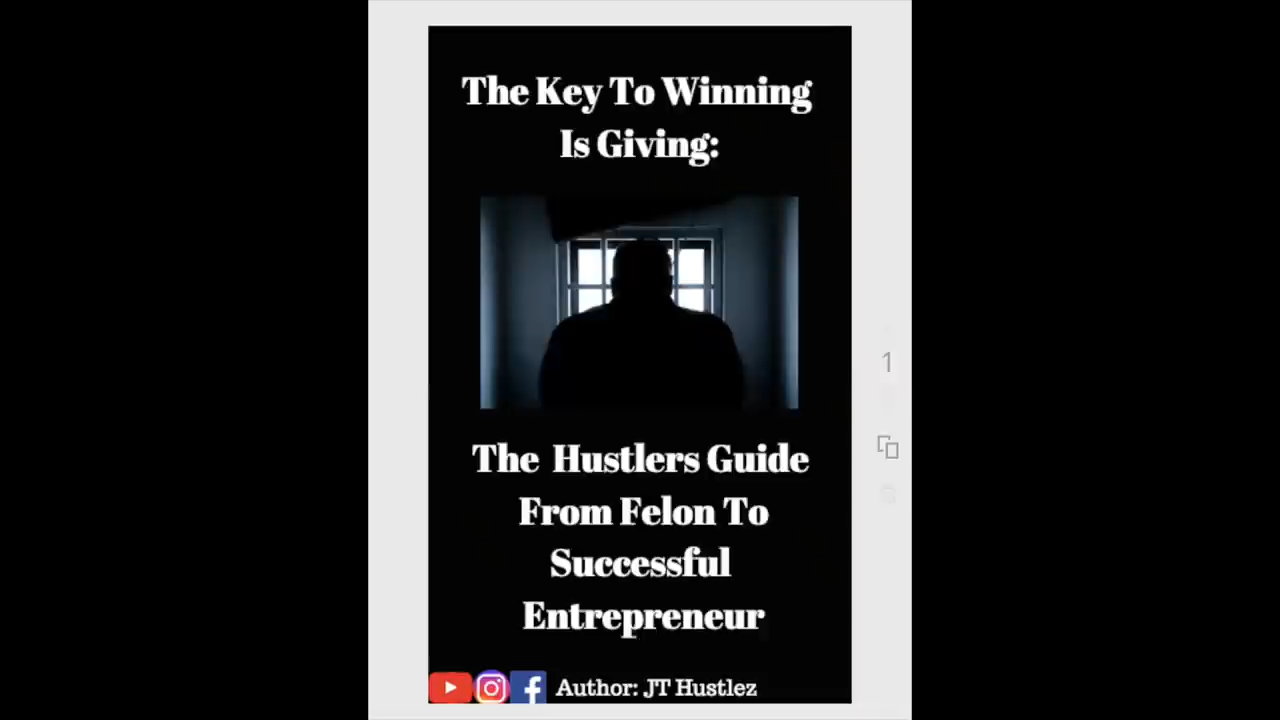 The Key To Winning
Is Giving:
1
The Hustlers Guide
From Felon To
Successful
Entrepreneur
Author: JT Hustlez